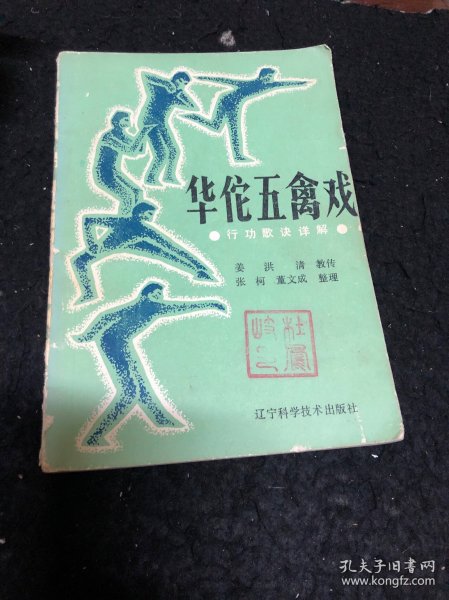 华佗五禽戏
●行功歌诀详解●
姜洪清 教传
张柯 董文成 整理
辽宁科学技术出版社
孔夫子旧书网
www.kongfz.com